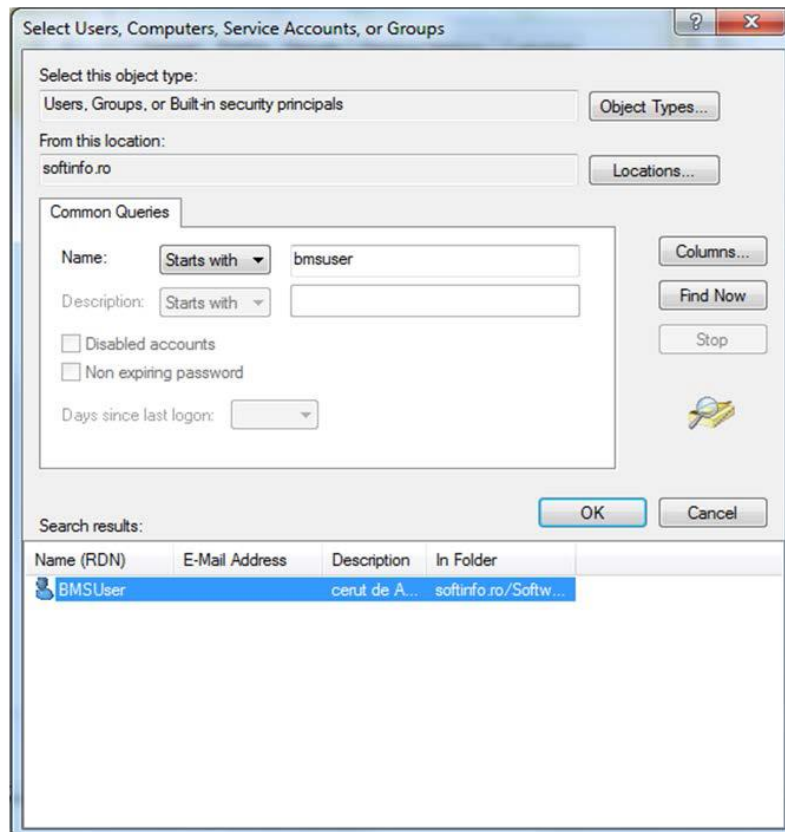 Select Users, Computers, Service Accounts, or Groups
Select this object type:
Users, Groups, or Built-in security principals
Object Types...
From this location:
softinfo.ro
Locations...
Common Queries
Name: Starts with bmsuser
Columns...
Description: Starts with
Find Now
Disabled accounts
Stop
Non expiring password
Days since last logon:
OK Cancel
Search results:
Name (RDN) E-Mail Address Description In Folder
BMSUser cerut de A... softinfo.ro/Softw...